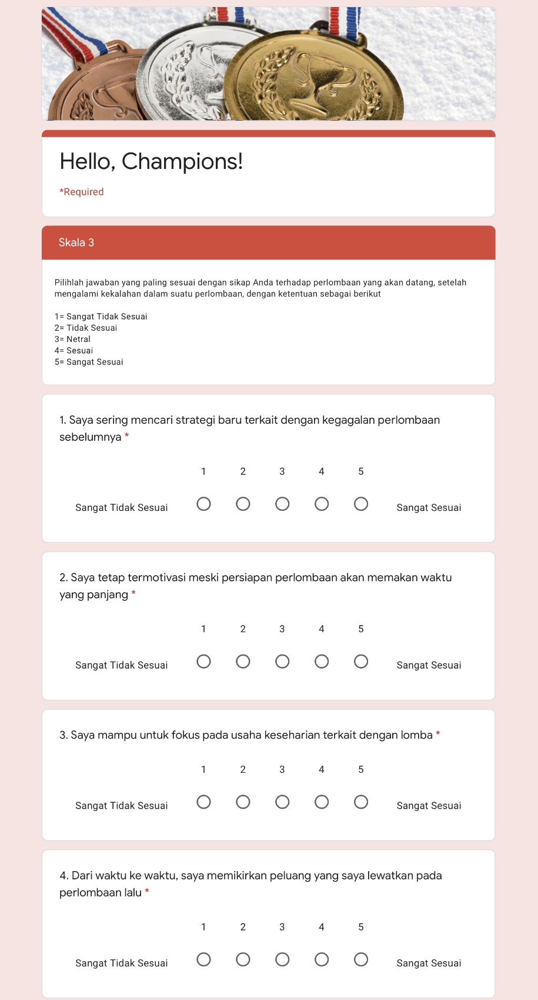 Hello, Champions!
*Required
Skala 3
Pilihlah jawaban yang paling sesuai dengan sikap Anda terhadap perlombaan yang akan datang, setelah
mengalami kekalahan dalam suatu perlombaan, dengan ketentuan sebagai berikut
1= Sangat Tidak Sesuai
2= Tidak Sesuai
3= Netral
4= Sesuai
5= Sangat Sesuai
1. Saya sering mencari strategi baru terkait dengan kegagalan perlombaan
sebelumnya *
1 2 3 4 5
Sangat Tidak Sesuai Sangat Sesuai
2. Saya tetap termotivasi meski persiapan perlombaan akan memakan waktu
yang panjang *
1 2 3 4 5
Sangat Tidak Sesuai Sangat Sesuai
3. Saya mampu untuk fokus pada usaha keseharian terkait dengan lomba *
1 2 3 4 5
Sangat Tidak Sesuai Sangat Sesuai
4. Dari waktu ke waktu, saya memikirkan peluang yang saya lewatkan pada
perlombaan lalu *
1 2 3 4 5
Sangat Tidak Sesuai Sangat Sesuai